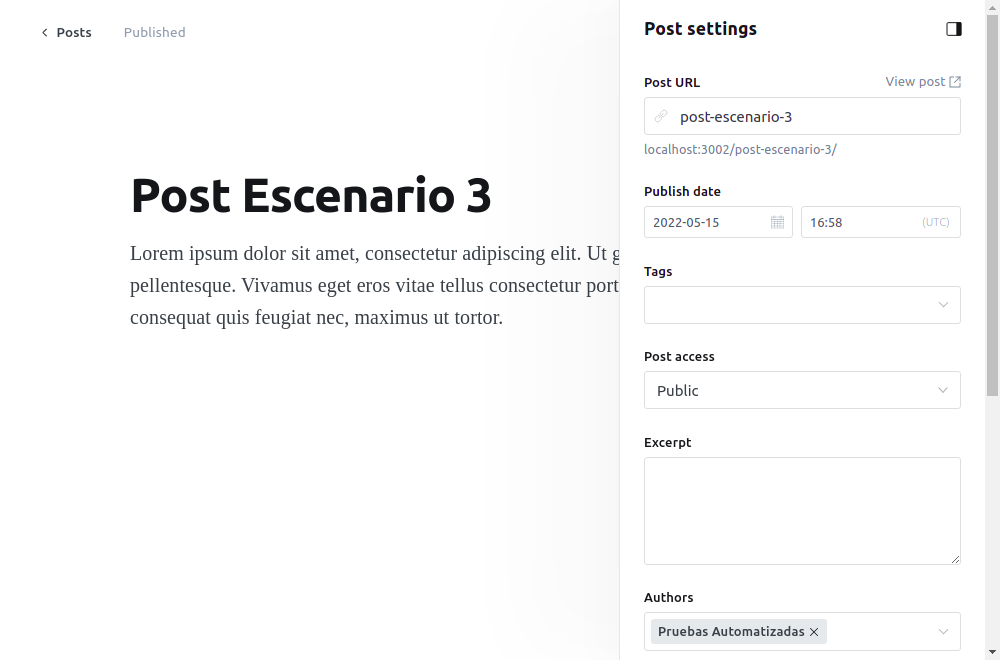 Posts
Published
Post settings
Post URL
View post
post-escenario-3
localhost:3002/post-escenario-3/
Publish date
2022-05-15
16:58
(UTC)
Tags
Post access
Public
Excerpt
Authors
Pruebas Automatizadas
Post Escenario 3
Lorem ipsum dolor sit amet, consectetur adipiscing elit. Ut g
pellentesque. Vivamus eget eros vitae tellus consectetur port
consequat quis feugiat nec, maximus ut tortor.